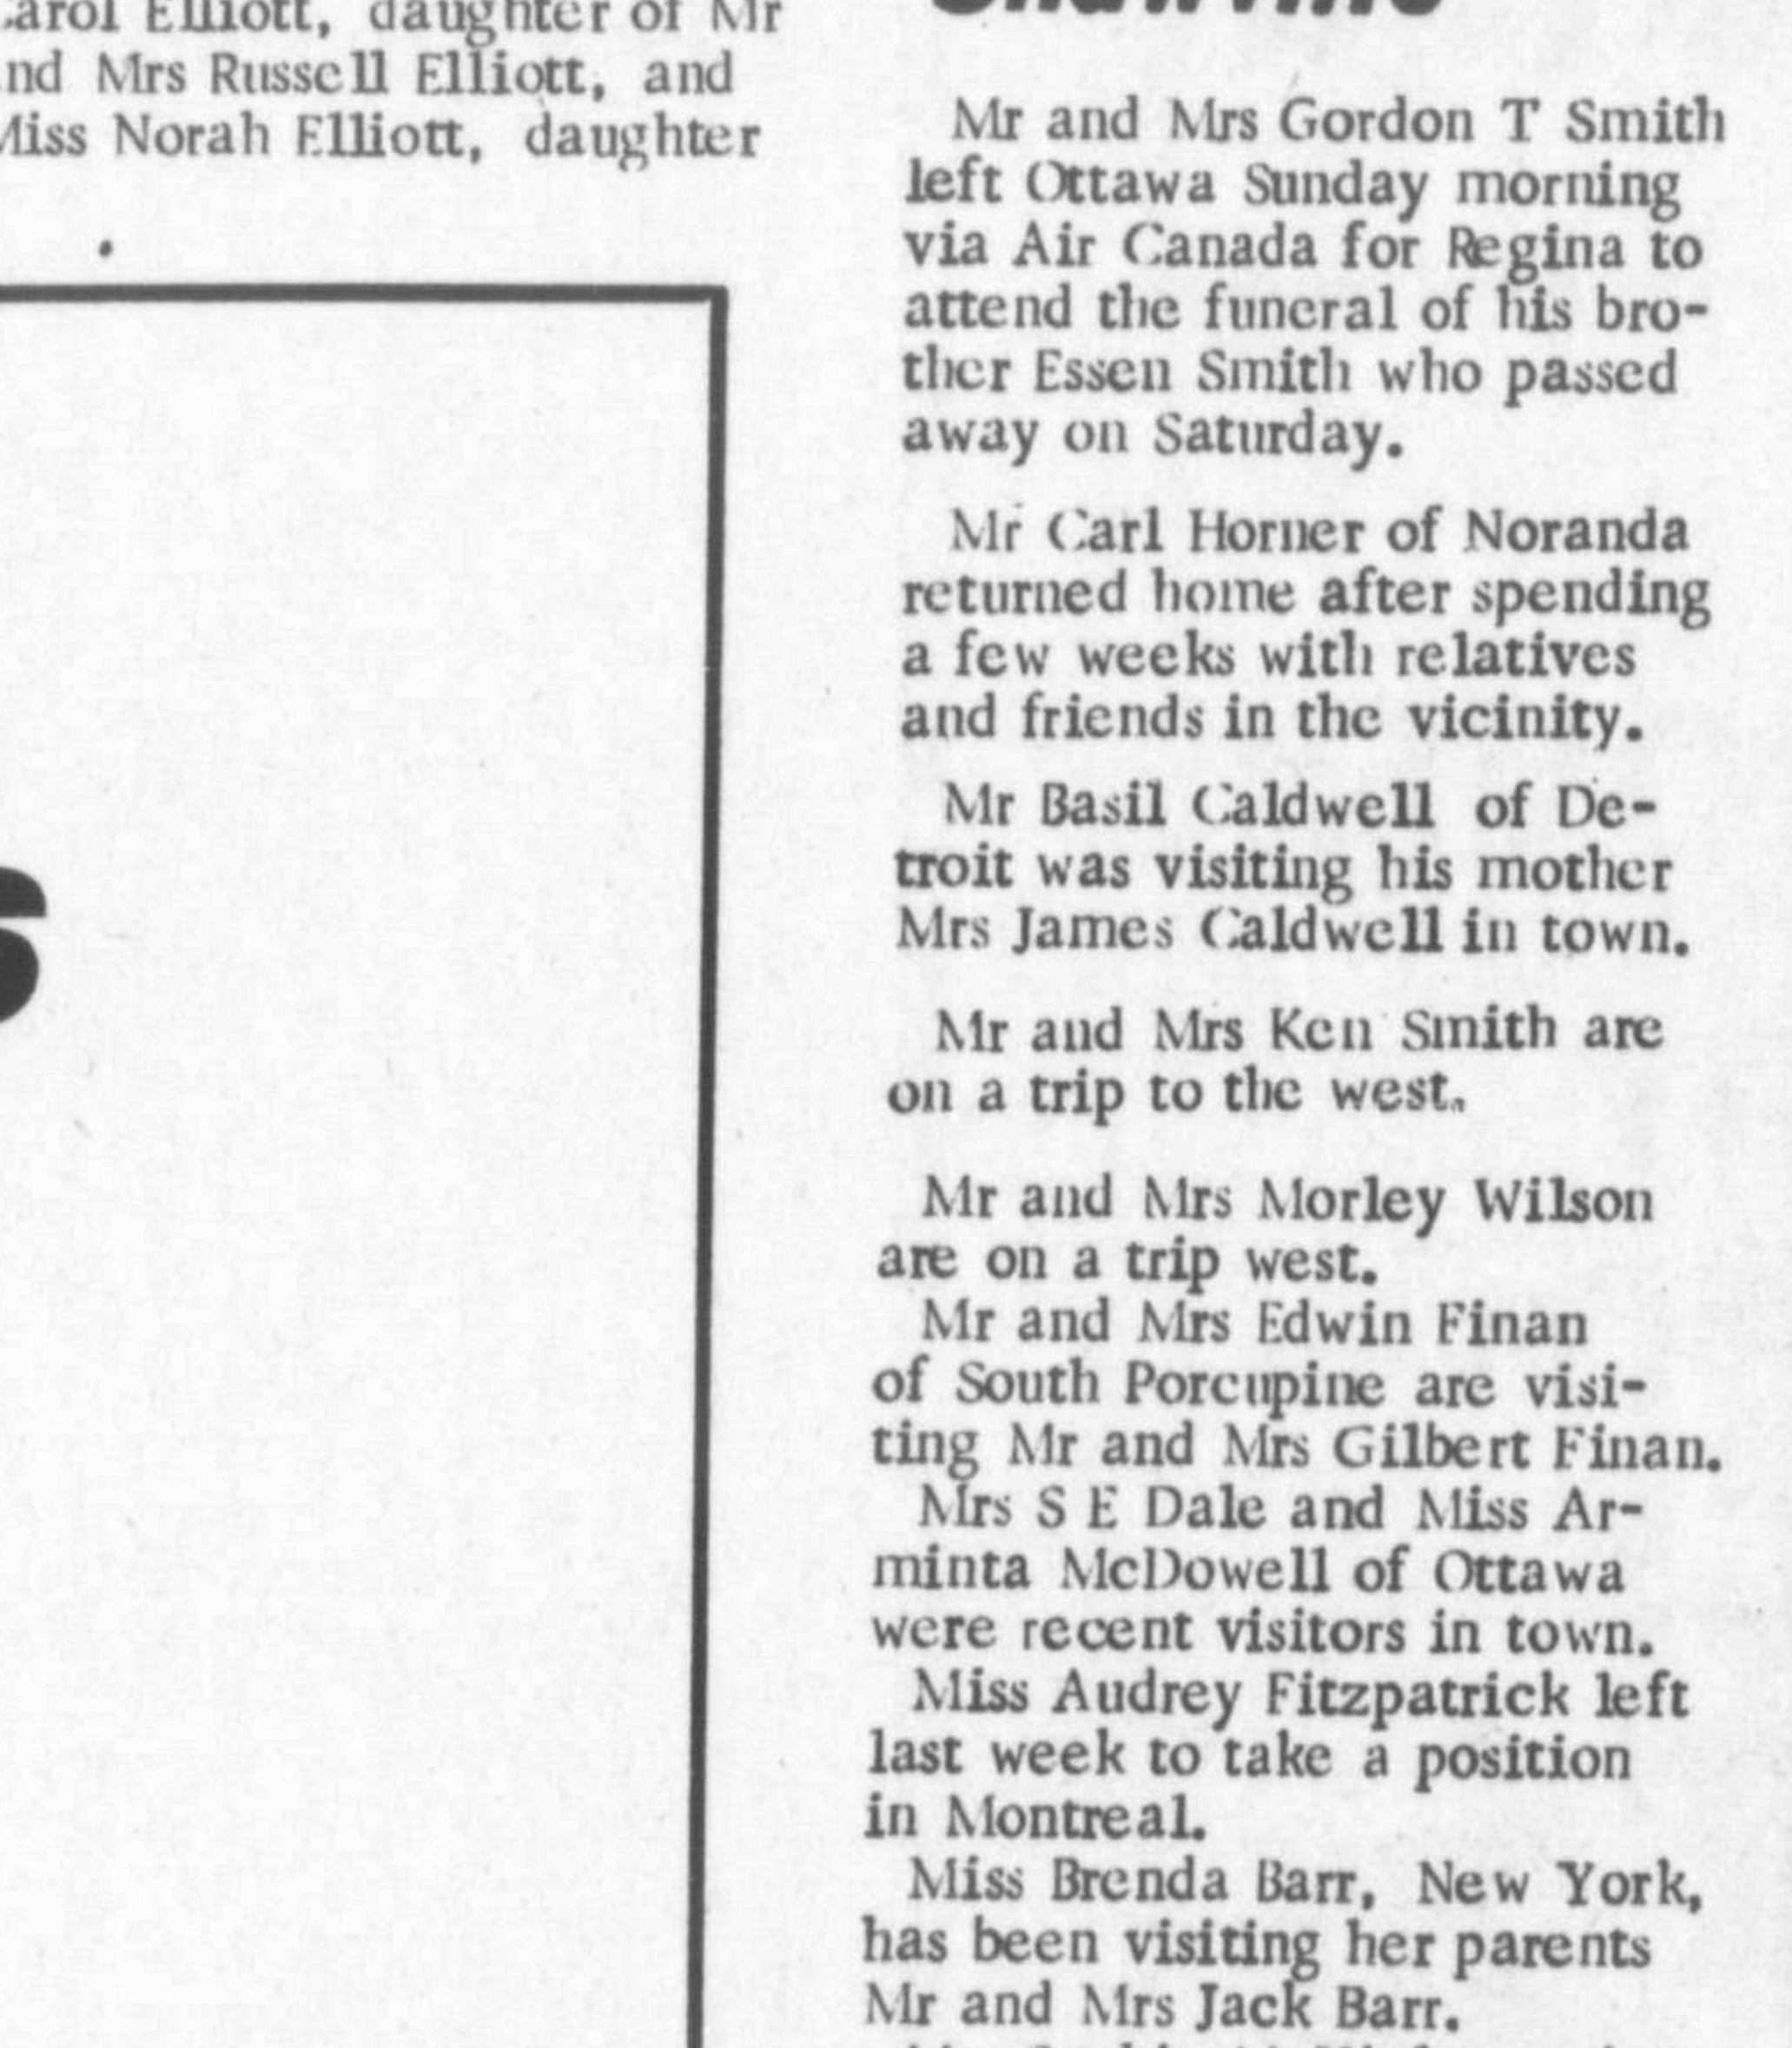 Carol Elliott, daughter of Mr
and Mrs Russell Elliott, and
Miss Norah Elliott, daughter
Shawville
Mr and Mrs Gordon T Smith
left Ottawa Sunday morning
via Air Canada for Regina to
attend the funeral of his bro-
ther Essen Smith who passed
away on Saturday.
Mr Carl Horner of Noranda
returned home after spending
a few weeks with relatives
and friends in the vicinity.
Mr Basil Caldwell of De-
troit was visiting his mother
Mrs James Caldwell in town.
Mr and Mrs Ken Smith are
on a trip to the west.
Mr and Mrs Morley Wilson
are on a trip west.
Mr and Mrs Edwin Finan
of South Porcupine are visi-
ting Mr and Mrs Gilbert Finan.
Mrs S E Dale and Miss Ar-
minta McDowell of Ottawa
were recent visitors in town.
Miss Audrey Fitzpatrick left
last week to take a position
in Montreal.
Miss Brenda Barr, New York,
has been visiting her parents
Mr and Mrs Jack Barr.